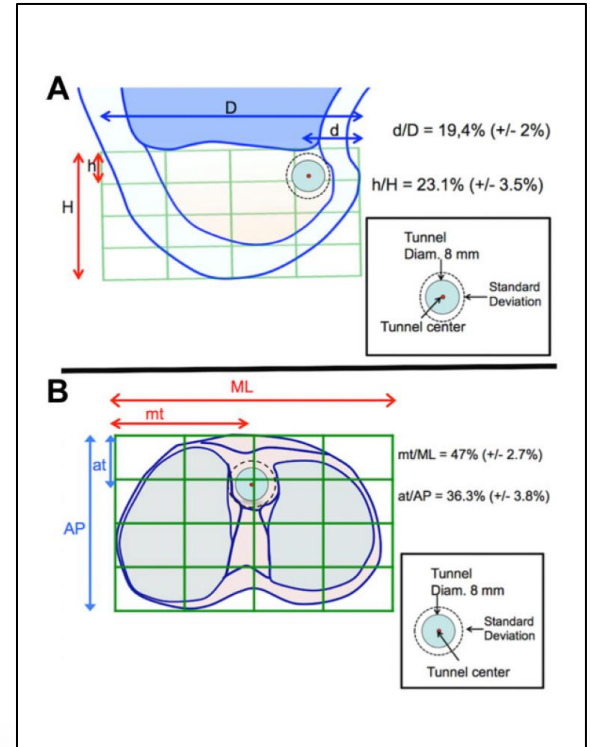 A
D
d
d/D = 19,4% (+/- 2%)
h
h/H = 23.1% (+/- 3.5%)
H
Tunnel
Diam. 8 mm
Standard
Deviation
Tunnel center
B
ML
mt
at
mt/ML = 47% (+/- 2.7%)
at/AP = 36.3% (+/- 3.8%)
AP
Tunnel
Diam. 8 mm
Standard
Deviation
Tunnel center